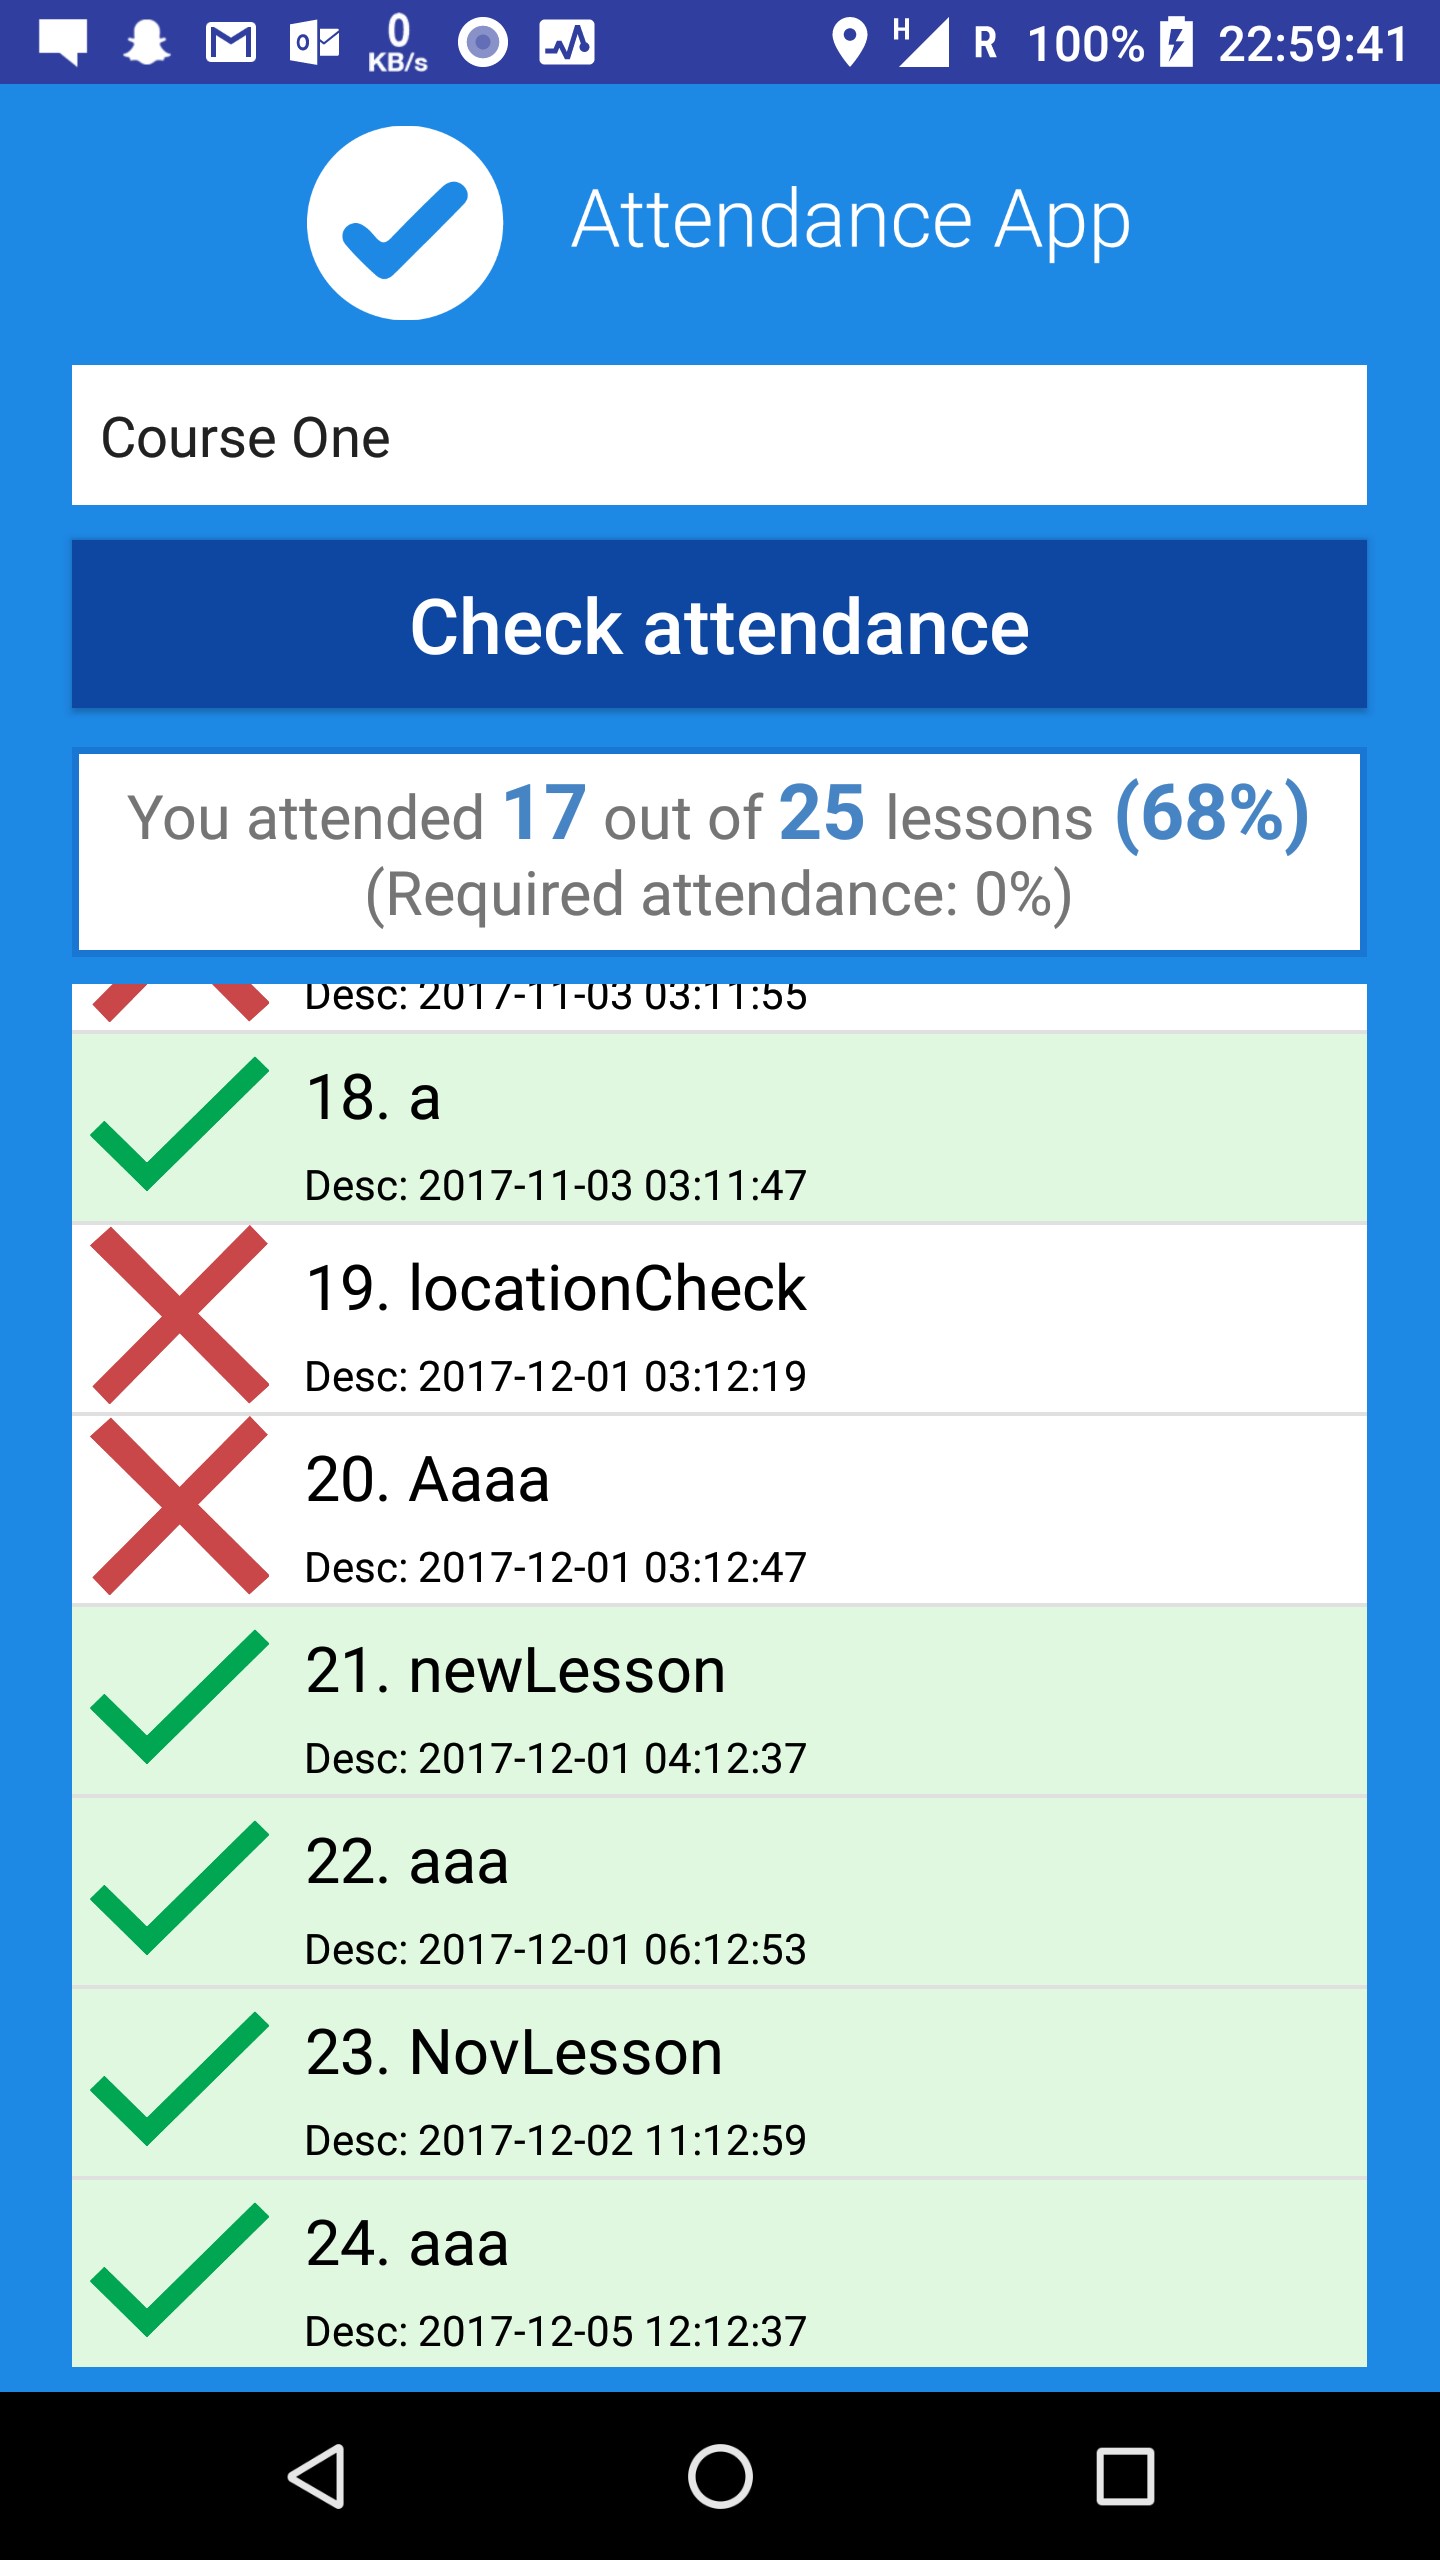 0
KB/s
H
R
100%
22:59:41
Attendance App
Course One
Check attendance
You attended 17 out of 25 lessons (68%)
(Required attendance: 0%)
Desc: 2017-11-03 03:11:55
18. a
Desc: 2017-11-03 03:11:47
19. locationCheck
Desc: 2017-12-01 03:12:19
20. Aaaa
Desc: 2017-12-01 03:12:47
21. newLesson
Desc: 2017-12-01 04:12:37
22. aaa
Desc: 2017-12-01 06:12:53
23. NovLesson
Desc: 2017-12-02 11:12:59
24. aaa
Desc: 2017-12-05 12:12:37